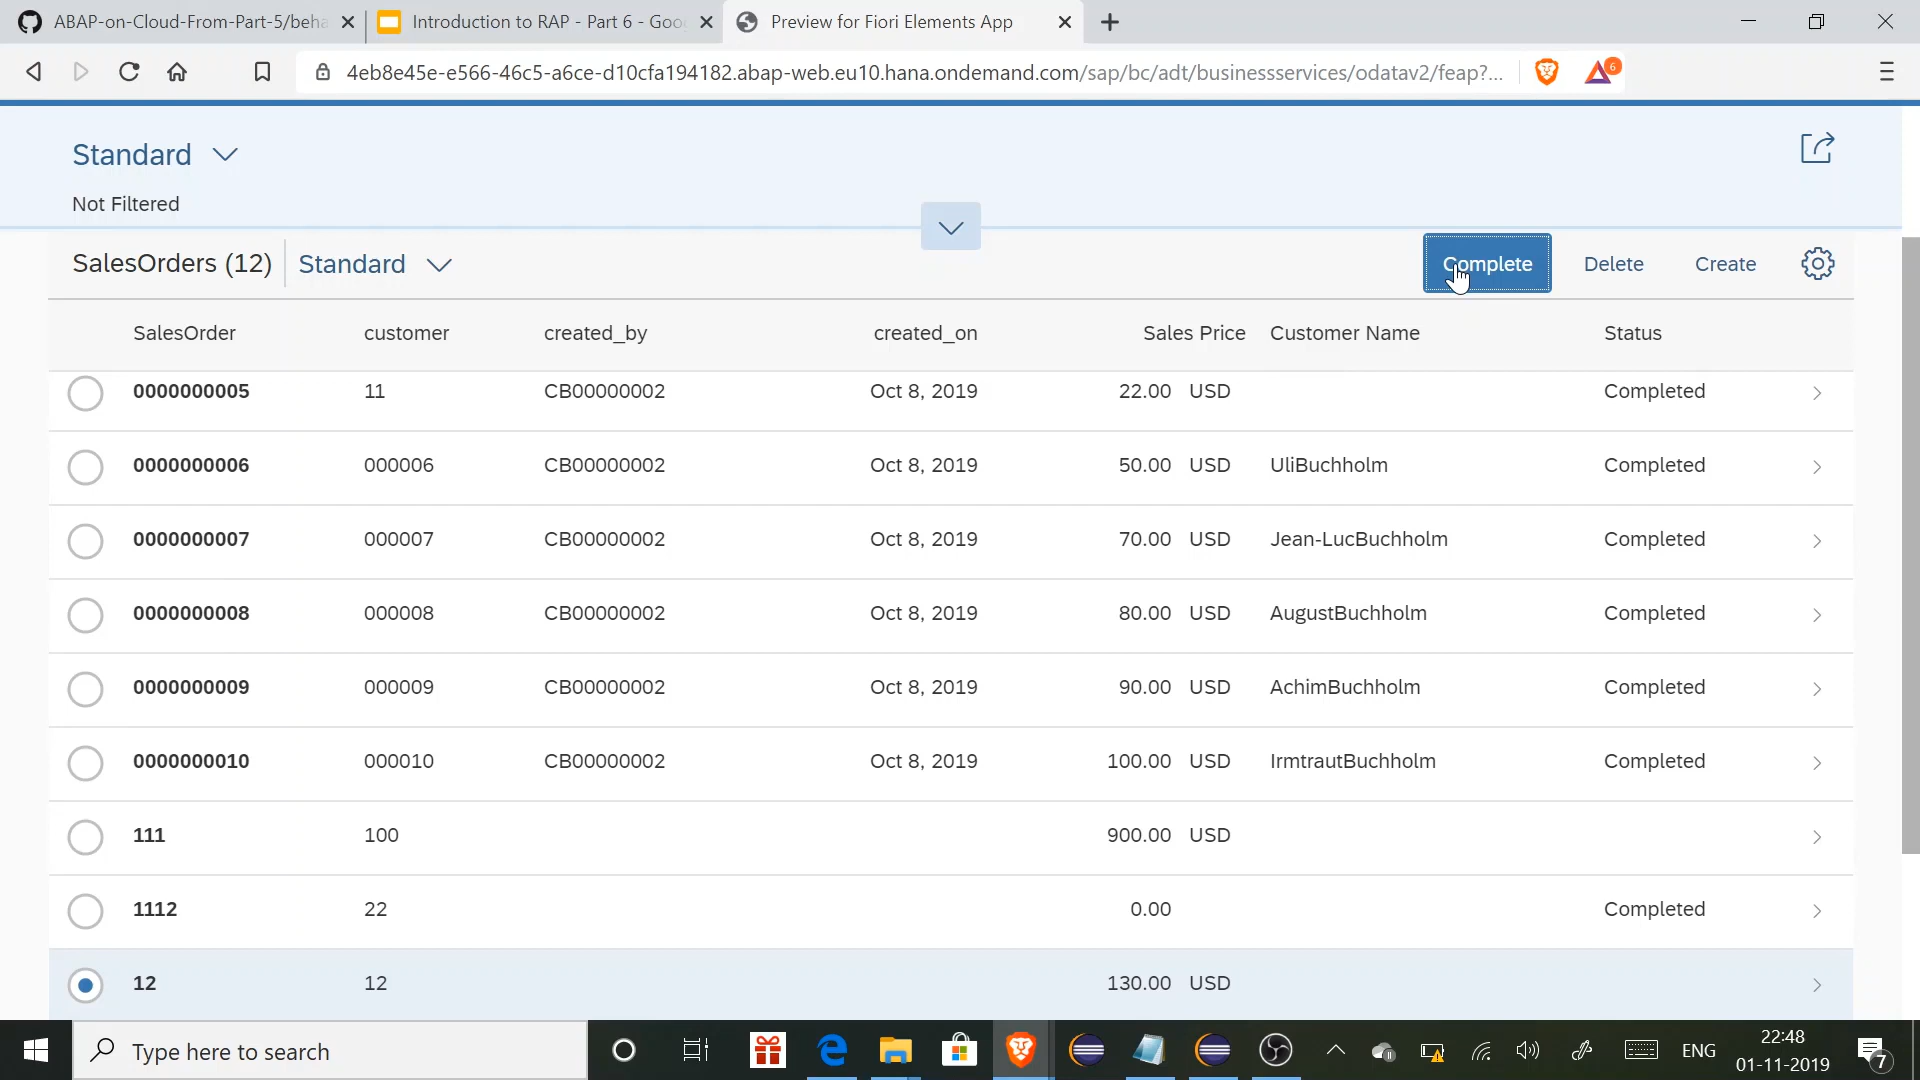 ABAP-on-Cloud-From-Part-5/beha
Introduction to RAP - Part 6 - Goo
Preview for Fiori Elements App
4eb8e45e-e566-46c5-a6ce-d10cfa194182.abap-web.eu10.hana.ondemand.com/sap/bc/adt/businessservices/odatav2/feap?...
6
Standard
Not Filtered
SalesOrders (12) Standard Complete Delete Create
SalesOrder customer created_by created_on Sales Price Customer Name Status
0000000005 11 CB00000002 Oct 8, 2019 22.00 USD Completed
0000000006 000006 CB00000002 Oct 8, 2019 50.00 USD UliBuchholm Completed
0000000007 000007 CB00000002 Oct 8, 2019 70.00 USD Jean-LucBuchholm Completed
0000000008 000008 CB00000002 Oct 8, 2019 80.00 USD AugustBuchholm Completed
0000000009 000009 CB00000002 Oct 8, 2019 90.00 USD AchimBuchholm Completed
0000000010 000010 CB00000002 Oct 8, 2019 100.00 USD IrmtrautBuchholm Completed
111 100 900.00 USD
1112 22 0.00 Completed
12 12 130.00 USD
Type here to search
ENG
22:48
01-11-2019
7